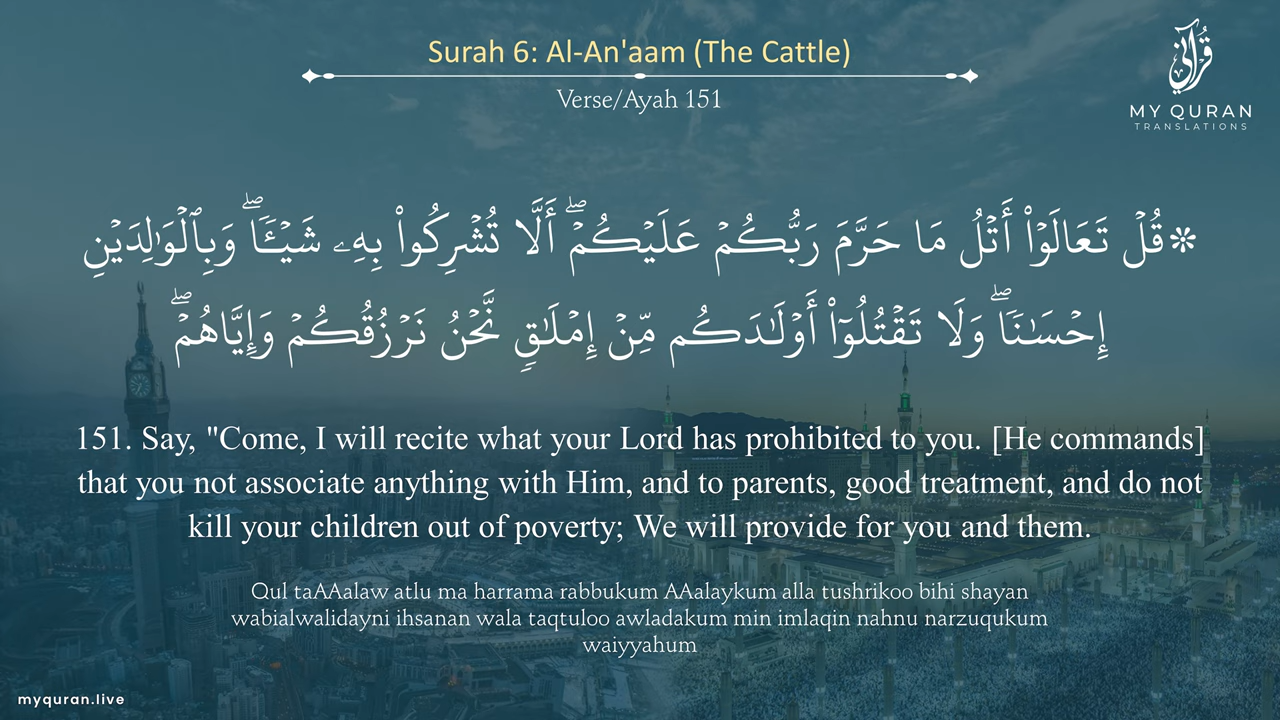 Surah 6: Al-An'aam (The Cattle)
Verse/Ayah 151
قرآني
MY QURAN
TRANSLATIONS
۞قُلۡ تَعَالَوۡاْ أَتۡلُ مَا حَرَّمَ رَبُّكُمۡ عَلَيۡكُمۡۖ أَلَّا تُشۡرِكُواْ بِهِۦ شَيۡـٔٗاۖ وَبِٱلۡوَٰلِدَيۡنِ
إِحۡسَٰنٗاۖ وَلَا تَقۡتُلُوٓاْ أَوۡلَٰدَكُم مِّنۡ إِمۡلَٰقٖ نَّحۡنُ نَرۡزُقُكُمۡ وَإِيَّاهُمۡۖ
151. Say, "Come, I will recite what your Lord has prohibited to you. [He commands]
that you not associate anything with Him, and to parents, good treatment, and do not
kill your children out of poverty; We will provide for you and them.
Qul taAAalaw atlu ma harrama rabbukum AAalaykum alla tushrikoo bihi shayan
wabialwalidayni ihsanan wala taqtuloo awladakum min imlaqin nahnu narzuqukum
waiyyahum
myquran.live